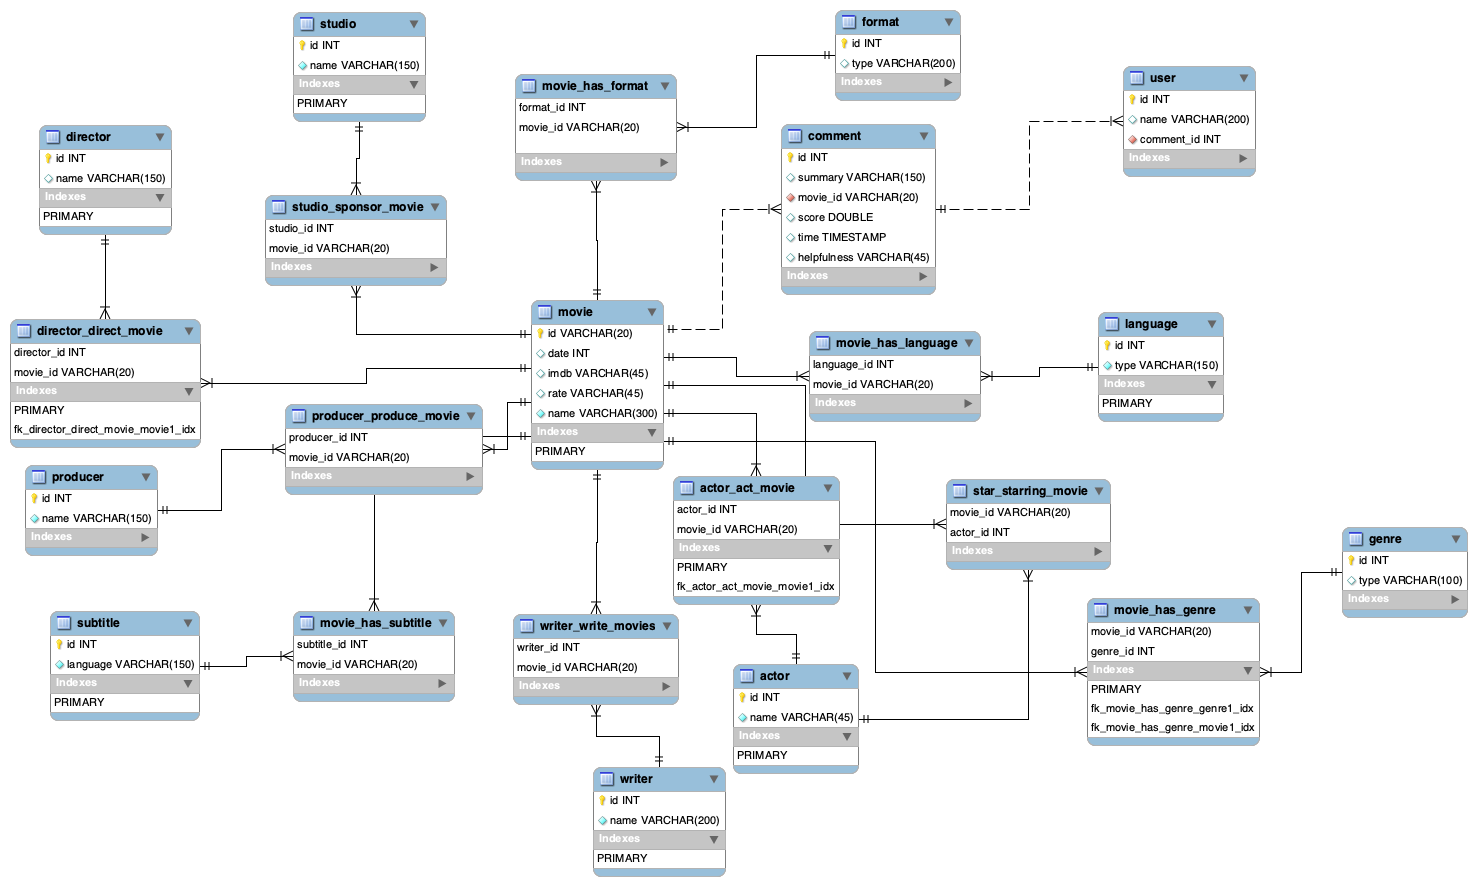 studio
id INT
name VARCHAR(150)
Indexes
PRIMARY
format
id INT
type VARCHAR(200)
Indexes
movie_has_format
format_id INT
movie_id VARCHAR(20)
Indexes
user
id INT
name VARCHAR(200)
comment_id INT
Indexes
director
id INT
name VARCHAR(150)
Indexes
PRIMARY
comment
id INT
summary VARCHAR(150)
movie_id VARCHAR(20)
score DOUBLE
time TIMESTAMP
helpfulness VARCHAR(45)
Indexes
studio_sponsor_movie
studio_id INT
movie_id VARCHAR(20)
Indexes
director_direct_movie
director_id INT
movie_id VARCHAR(20)
Indexes
PRIMARY
fk_director_direct_movie_movie1_idx
movie
id VARCHAR(20)
date INT
imdb VARCHAR(45)
rate VARCHAR(45)
name VARCHAR(300)
Indexes
PRIMARY
movie_has_language
language_id INT
movie_id VARCHAR(20)
Indexes
language
id INT
type VARCHAR(150)
Indexes
PRIMARY
producer_produce_movie
producer_id INT
movie_id VARCHAR(20)
Indexes
producer
id INT
name VARCHAR(150)
Indexes
actor_act_movie
actor_id INT
movie_id VARCHAR(20)
Indexes
PRIMARY
fk_actor_act_movie_movie1_idx
star_starring_movie
movie_id VARCHAR(20)
actor_id INT
Indexes
genre
id INT
type VARCHAR(100)
Indexes
subtitle
id INT
language VARCHAR(150)
Indexes
PRIMARY
movie_has_subtitle
subtitle_id INT
movie_id VARCHAR(20)
Indexes
writer_write_movies
writer_id INT
movie_id VARCHAR(20)
Indexes
movie_has_genre
movie_id VARCHAR(20)
genre_id INT
Indexes
PRIMARY
fk_movie_has_genre_genre1_idx
fk_movie_has_genre_movie1_idx
actor
id INT
name VARCHAR(45)
Indexes
PRIMARY
writer
id INT
name VARCHAR(200)
Indexes
PRIMARY